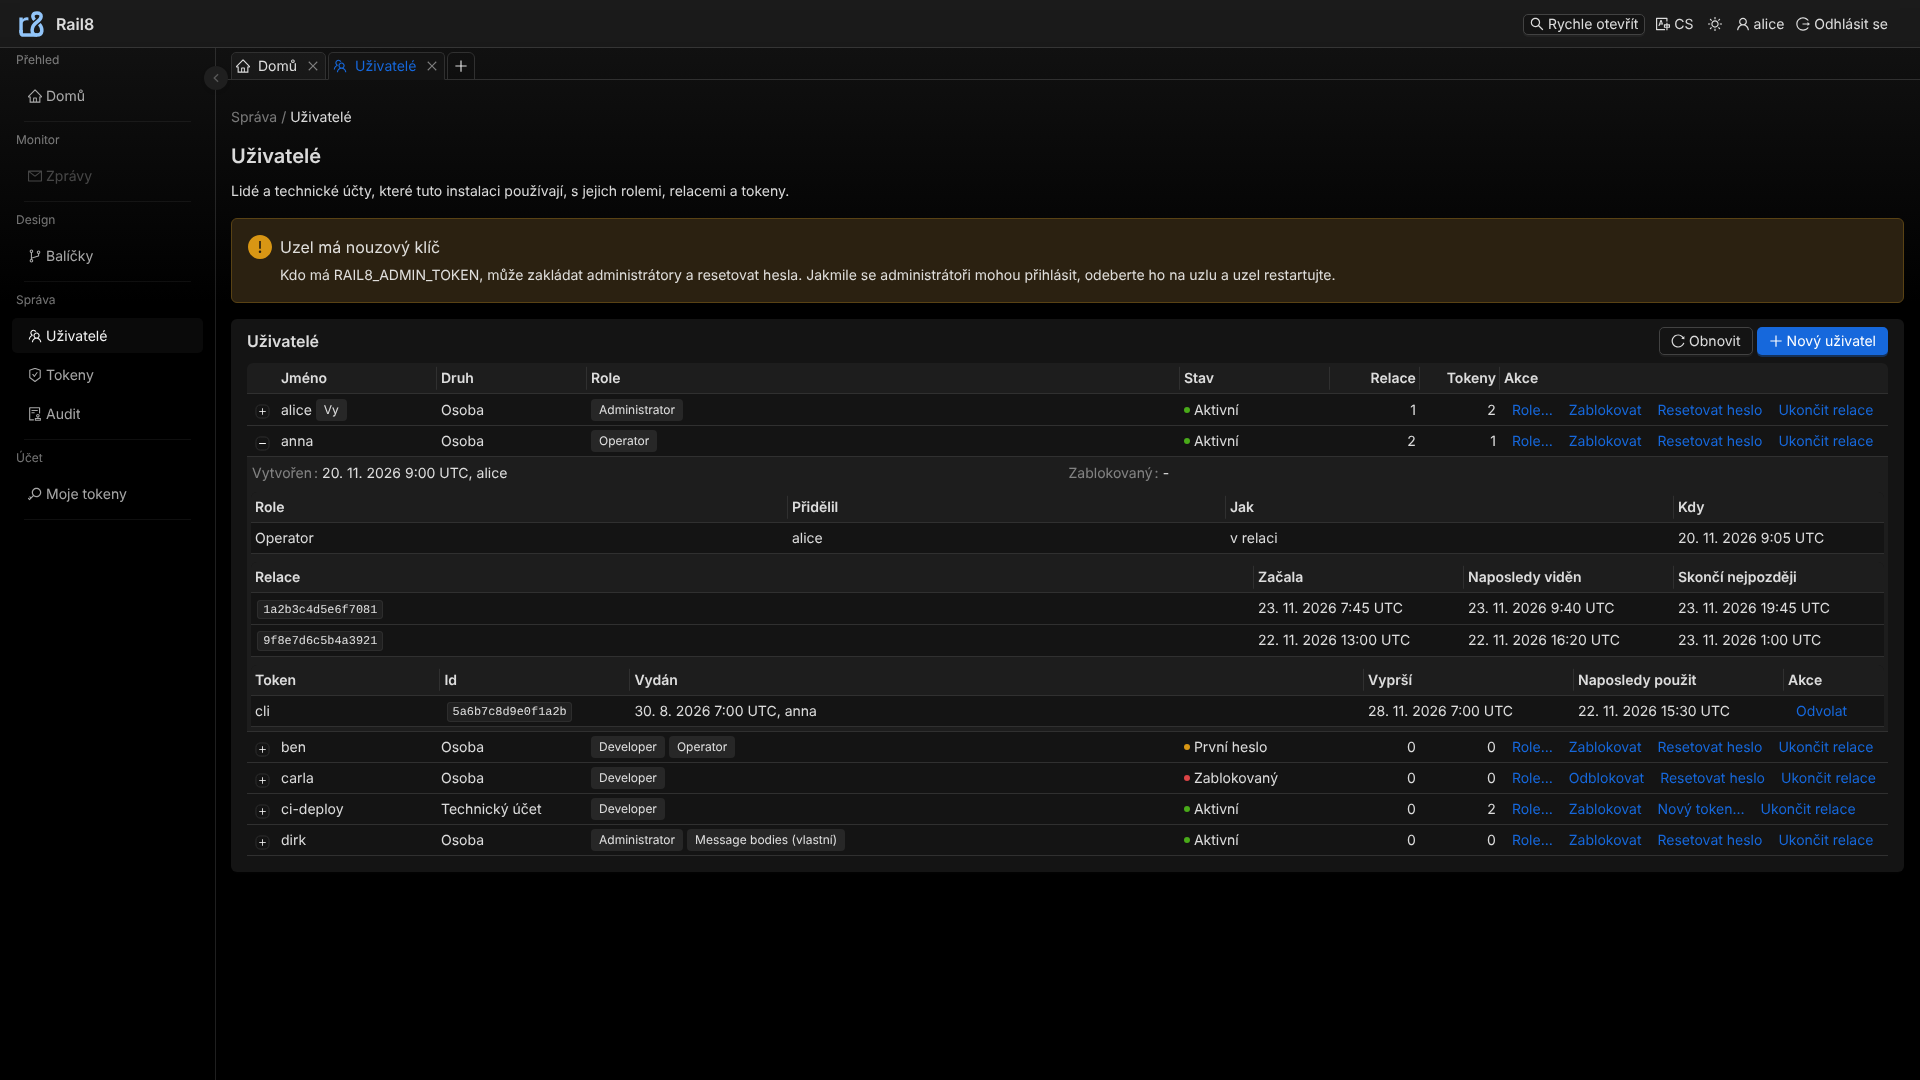 Rail8
Rychle otevřít CS alice Odhlásit se
Přehled
Domů
Monitor
Zprávy
Design
Balíčky
Správa
Uživatelé
Tokeny
Audit
Účet
Moje tokeny
Domů Uživatelé
Správa / Uživatelé
Uživatelé
Lidé a technické účty, které tuto instalaci používají, s jejich rolemi, relacemi a tokeny.
Uzel má nouzový klíč
Kdo má RAIL8_ADMIN_TOKEN, může zakládat administrátory a resetovat hesla. Jakmile se administrátoři mohou přihlásit, odeberte ho na uzlu a uzel restartujte.
Uživatelé Obnovit Nový uživatel
Jméno Druh Role Stav Relace Tokeny Akce
alice Vy Osoba Administrator Aktivní 1 2 Role... Zablokovat Resetovat heslo Ukončit relace
anna Osoba Operator Aktivní 2 1 Role... Zablokovat Resetovat heslo Ukončit relace
Vytvořen: 20. 11. 2026 9:00 UTC, alice Zablokovaný: -
Role Přidělil Jak Kdy
Operator alice v relaci 20. 11. 2026 9:05 UTC
Relace Začala Naposledy viděn Skončí nejpozději
1a2b3c4d5e6f7081 23. 11. 2026 7:45 UTC 23. 11. 2026 9:40 UTC 23. 11. 2026 19:45 UTC
9f8e7d6c5b4a3921 22. 11. 2026 13:00 UTC 22. 11. 2026 16:20 UTC 23. 11. 2026 1:00 UTC
Token Id Vydán Vyprší Naposledy použit Akce
cli 5a6b7c8d9e0f1a2b 30. 8. 2026 7:00 UTC, anna 28. 11. 2026 7:00 UTC 22. 11. 2026 15:30 UTC Odvolat
ben Osoba Developer Operator První heslo 0 0 Role... Zablokovat Resetovat heslo Ukončit relace
carla Osoba Developer Zablokovaný 0 0 Role... Odblokovat Resetovat heslo Ukončit relace
ci-deploy Technický účet Developer Aktivní 0 2 Role... Zablokovat Nový token... Ukončit relace
dirk Osoba Administrator Message bodies (vlastní) Aktivní 0 0 Role... Zablokovat Resetovat heslo Ukončit relace